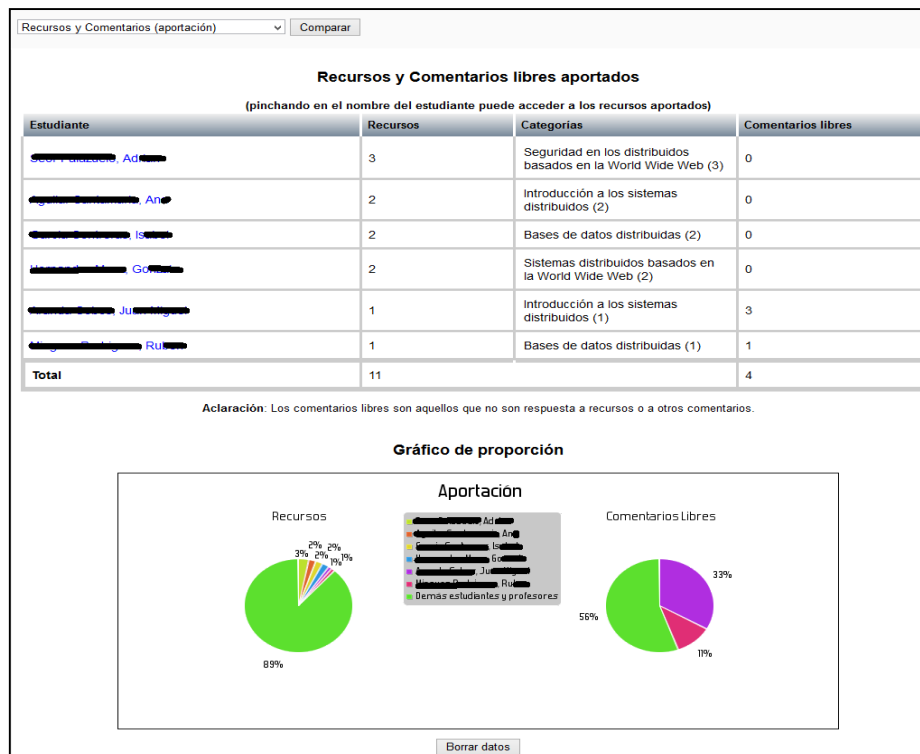 Recursos y Comentarios (aportación)
Comparar
Recursos y Comentarios libres aportados
(pinchando en el nombre del estudiante puede acceder a los recursos aportados)
Estudiante Recursos Categorías Comentarios libres
3 Seguridad en los distribuidos
basados en la World Wide Web (3) 0
2 Introducción a los sistemas
distribuidos (2) 0
2 Bases de datos distribuidas (2) 0
2 Sistemas distribuidos basados en
la World Wide Web (2) 0
1 Introducción a los sistemas
distribuidos (1) 3
1 Bases de datos distribuidas (1) 1
Total 11 4
Aclaración: Los comentarios libres son aquellos que no son respuesta a recursos o a otros comentarios.
Gráfico de proporción
Aportación
Recursos
3% 2% 2% 2% 1% 1%
89%
Demás estudiantes y profesores
Comentarios Libres
33%
56%
11%
Borrar datos